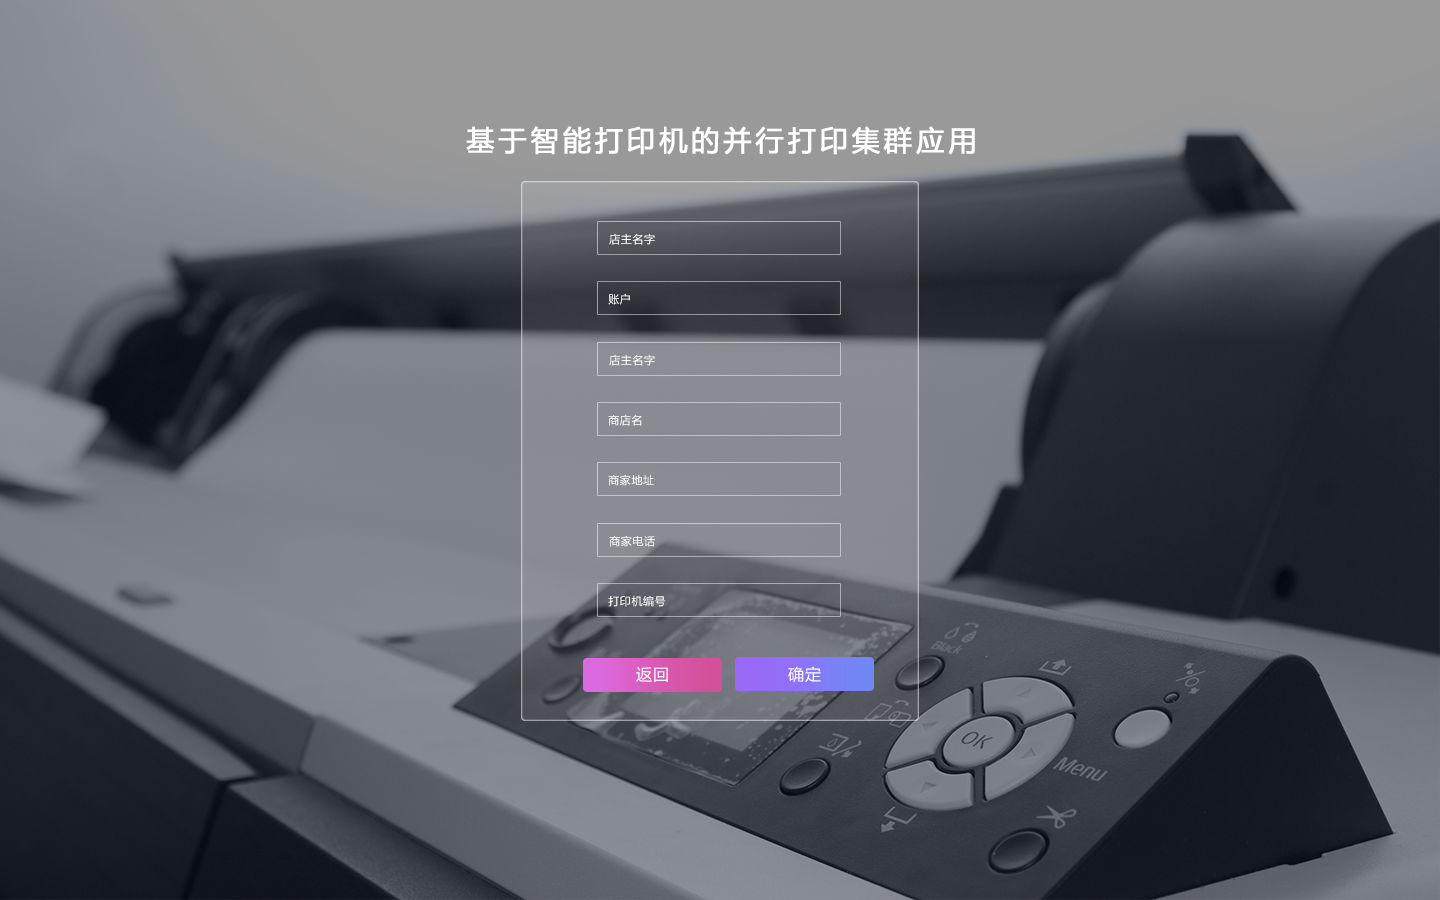 基于智能打印机的并行打印集群应用
店主名字
账户
店主名字
商店名
商家地址
商家电话
打印机编号
返回
确定
Black
OK
Menu